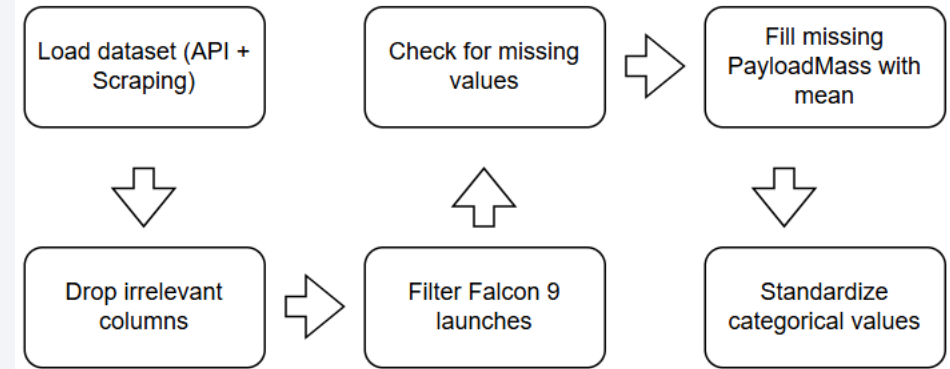 Load dataset (API +
Scraping)
Drop irrelevant
columns
Filter Falcon 9
launches
Check for missing
values
Fill missing
PayloadMass with
mean
Standardize
categorical values